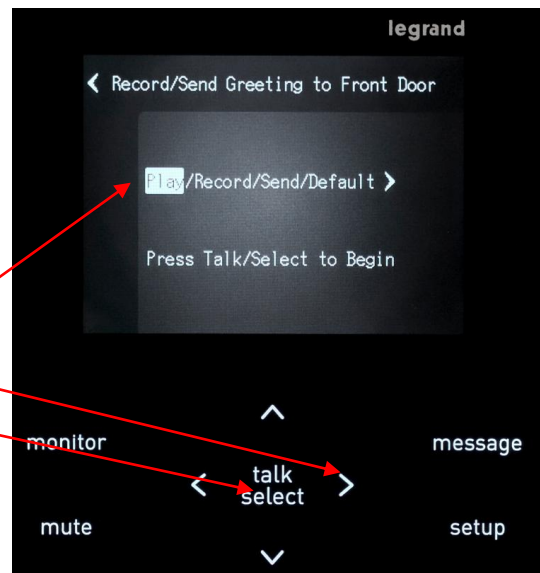 legrand
Record/Send Greeting to Front Door
Play/Record/Send/Default
Press Talk/Select to Begin
monitor
message
talk
select
mute
setup